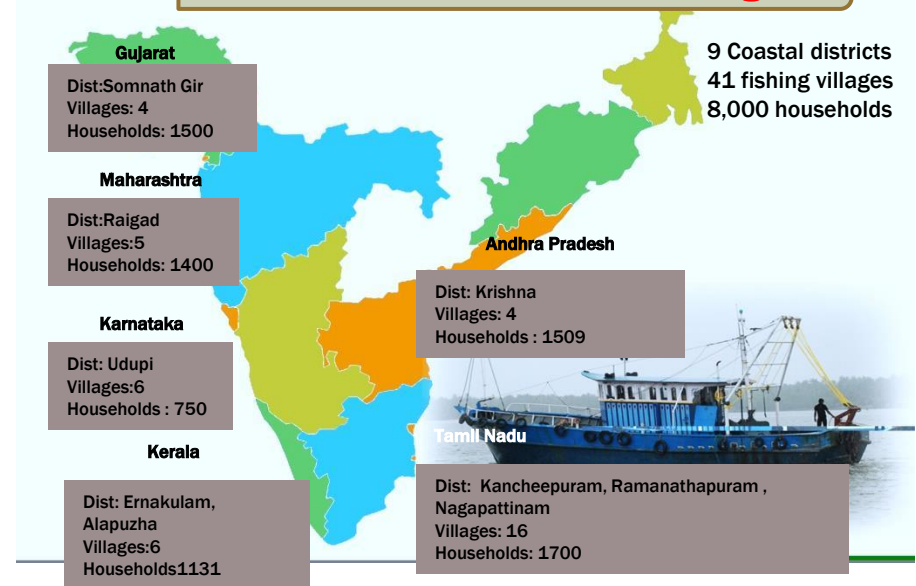 9 Coastal districts
41 fishing villages
8,000 households
Gujarat
Dist:Somnath Gir
Villages: 4
Households: 1500
Maharashtra
Dist:Raigad
Villages:5
Households: 1400
Karnataka
Dist: Udupi
Villages:6
Households : 750
Kerala
Dist: Ernakulam,
Alapuzha
Villages:6
Households1131
Andhra Pradesh
Dist: Krishna
Villages: 4
Households : 1509
Tamil Nadu
Dist:  Kancheepuram, Ramanathapuram ,
Nagapattinam
Villages: 16
Households: 1700